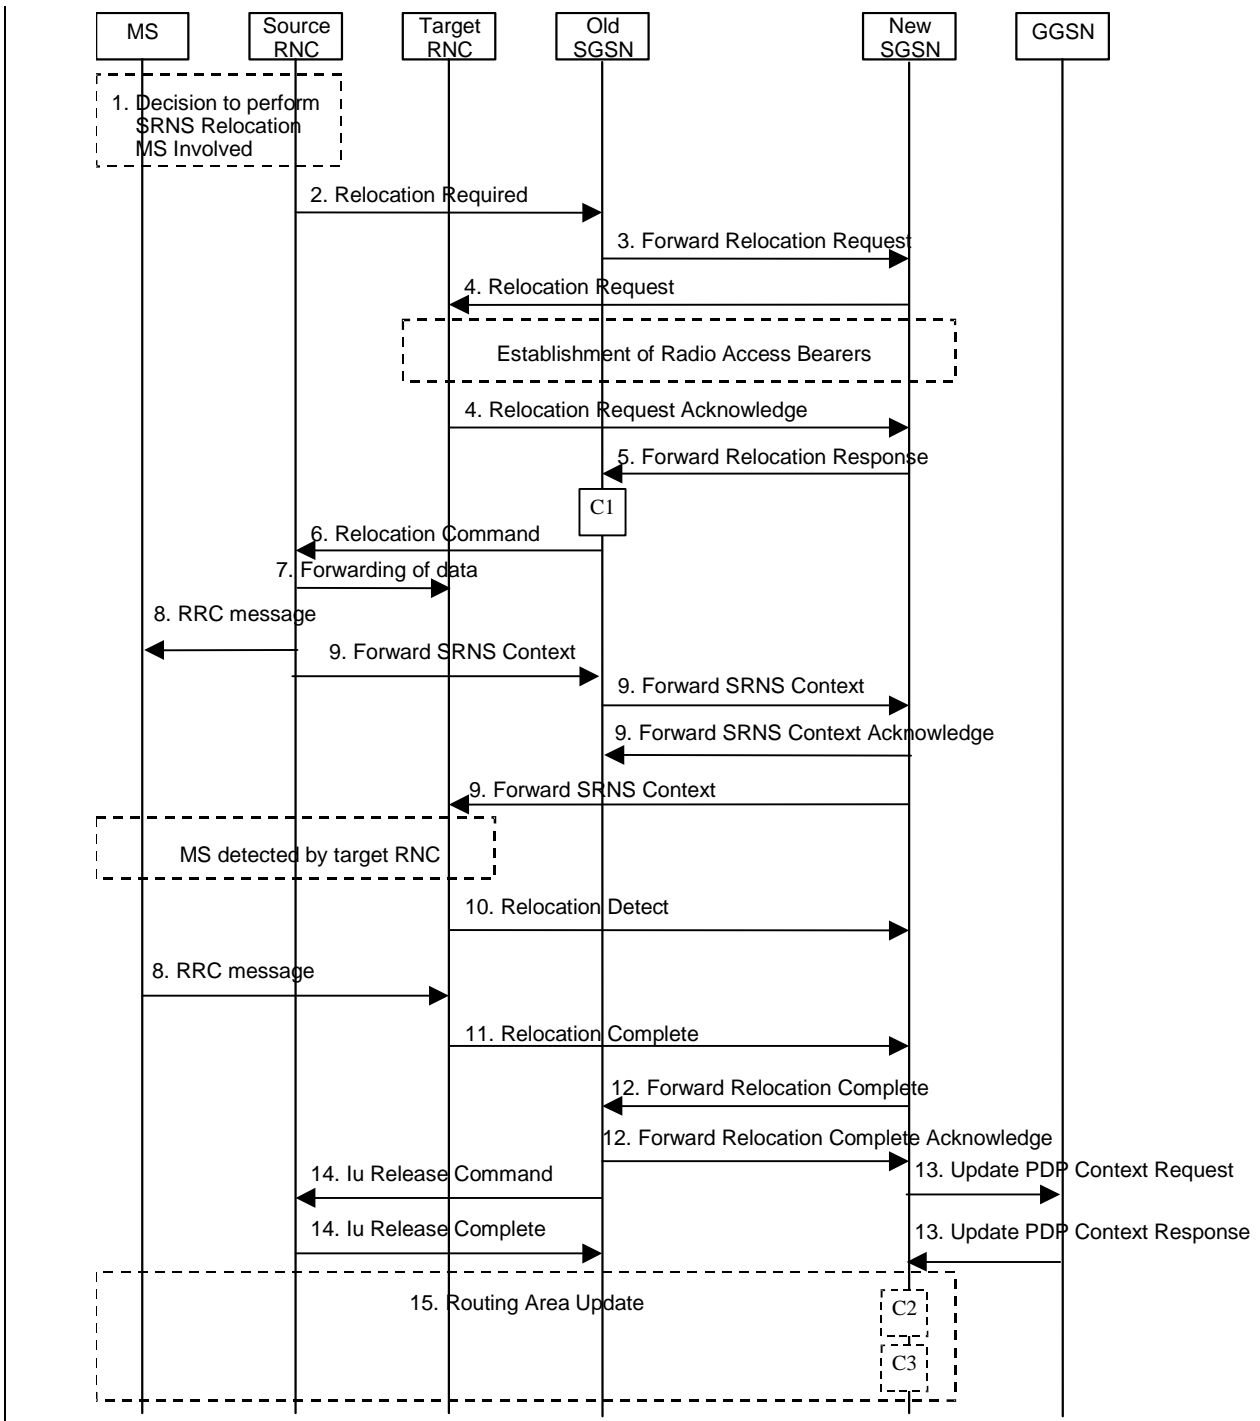 MS
Source
RNC
Target
RNC
Old
SGSN
New
SGSN
GGSN
1. Decision to perform
SRNS Relocation
MS Involved
2. Relocation Required
3. Forward Relocation Request
4. Relocation Request
Establishment of Radio Access Bearers
4. Relocation Request Acknowledge
5. Forward Relocation Response
C1
6. Relocation Command
7. Forwarding of data
8. RRC message
9. Forward SRNS Context
9. Forward SRNS Context
9. Forward SRNS Context Acknowledge
9. Forward SRNS Context
MS detected by target RNC
10. Relocation Detect
8. RRC message
11. Relocation Complete
12. Forward Relocation Complete
12. Forward Relocation Complete Acknowledge
14. Iu Release Command
13. Update PDP Context Request
14. Iu Release Complete
13. Update PDP Context Response
15. Routing Area Update
C2
C3